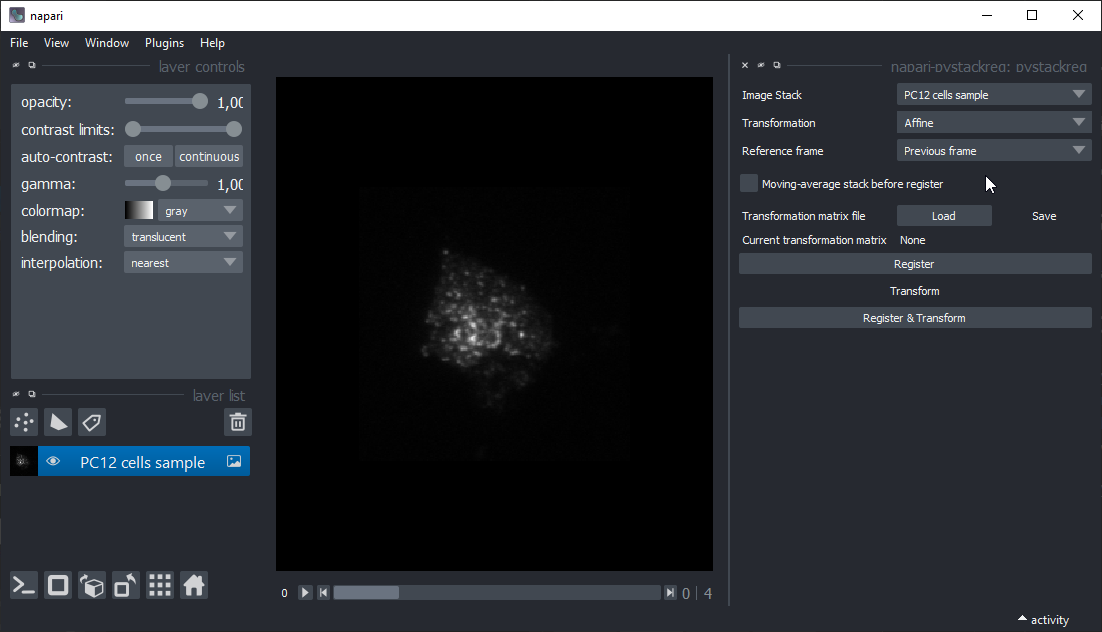 napari
File View Window Plugins Help
layer controls
opacity: 1,00
contrast limits:
auto-contrast: once continuous
gamma: 1,00
colormap: gray
blending: translucent
interpolation: nearest
layer list
PC12 cells sample
0 0 | 4
napari-pystackreg: pystackreg
Image Stack PC12 cells sample
Transformation Affine
Reference frame Previous frame
Moving-average stack before register
Transformation matrix file Load Save
Current transformation matrix None
Register
Transform
Register & Transform
activity